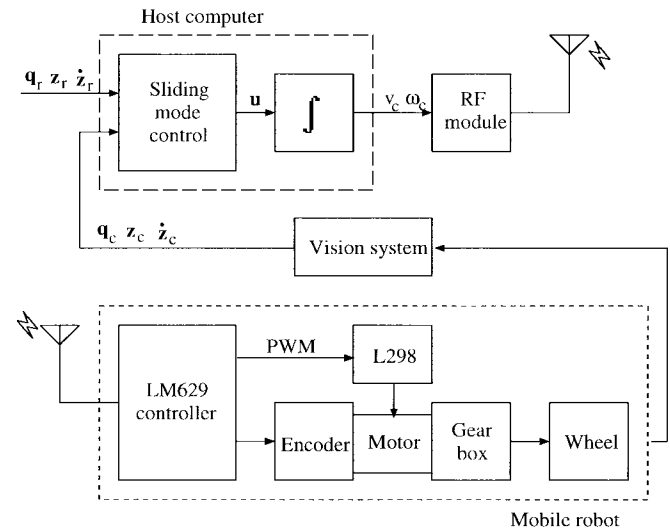 Host computer
q_r z_r ż_r
Sliding
mode
control
u
∫
v_c ω_c
RF
module
q_c z_c ż_c
Vision system
LM629
controller
PWM
L298
Encoder
Motor
Gear
box
Wheel
Mobile robot